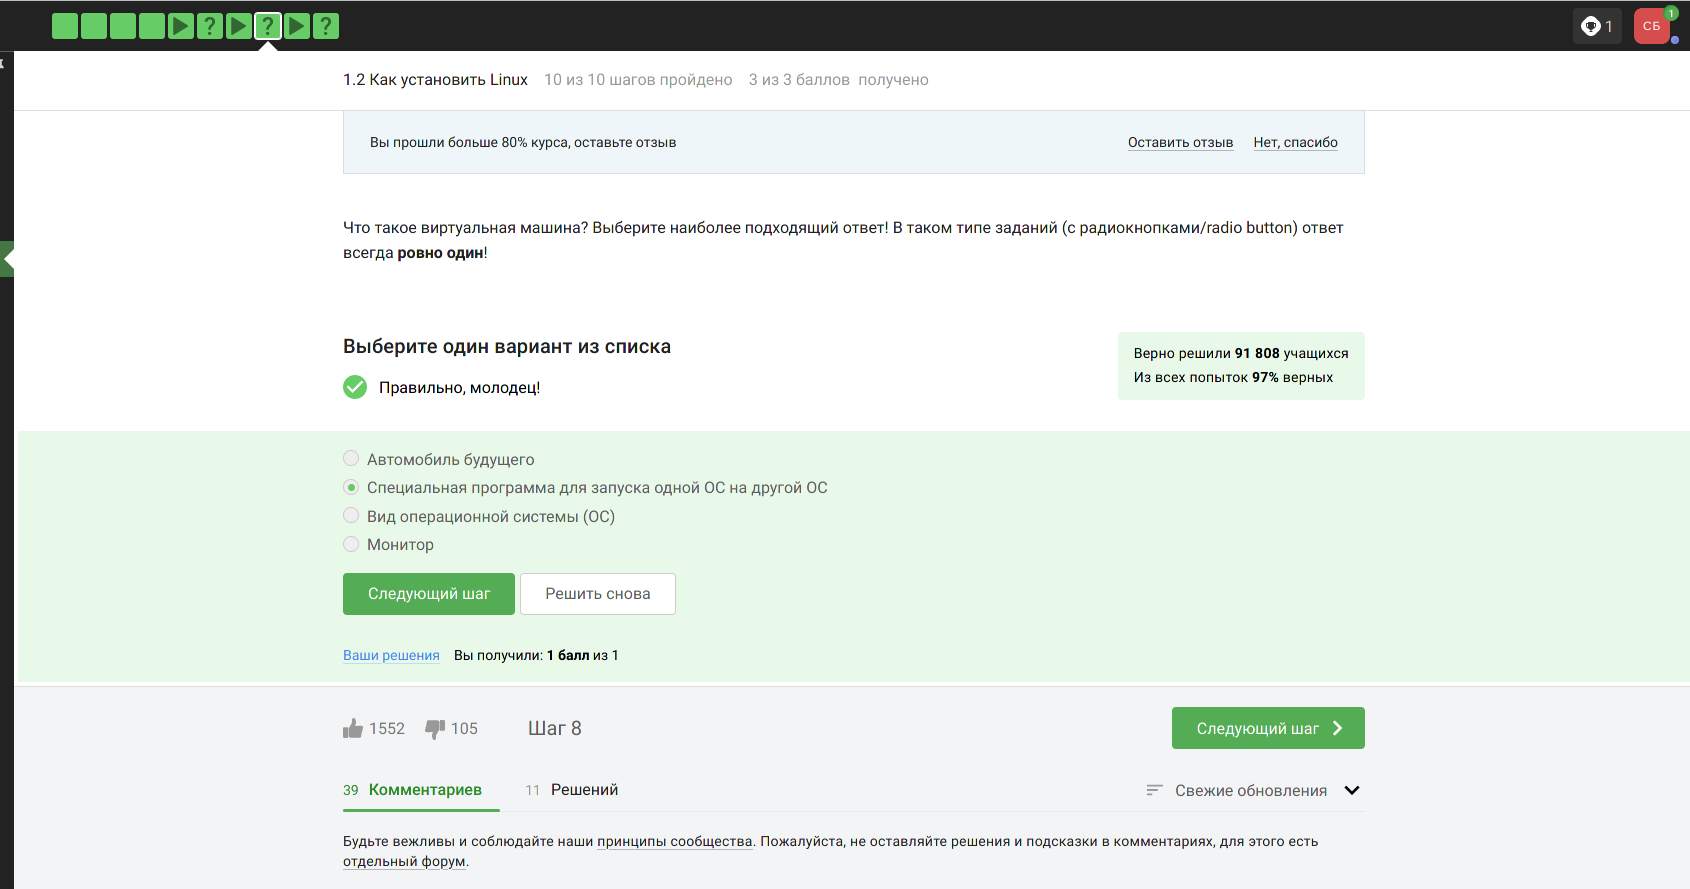 ? ? ?
1
СБ
1
1.2 Как установить Linux 10 из 10 шагов пройдено 3 из 3 баллов получено
Вы прошли больше 80% курса, оставьте отзыв Оставить отзыв Нет, спасибо
Что такое виртуальная машина? Выберите наиболее подходящий ответ! В таком типе заданий (с радиокнопками/radio button) ответ
всегда ровно один!
Выберите один вариант из списка
Правильно, молодец!
Верно решили 91 808 учащихся
Из всех попыток 97% верных
Автомобиль будущего
Специальная программа для запуска одной ОС на другой ОС
Вид операционной системы (ОС)
Монитор
Следующий шаг Решить снова
Ваши решения Вы получили: 1 балл из 1
1552 105 Шаг 8 Следующий шаг
39 Комментариев 11 Решений Свежие обновления
Будьте вежливы и соблюдайте наши принципы сообщества. Пожалуйста, не оставляйте решения и подсказки в комментариях, для этого есть
отдельный форум.